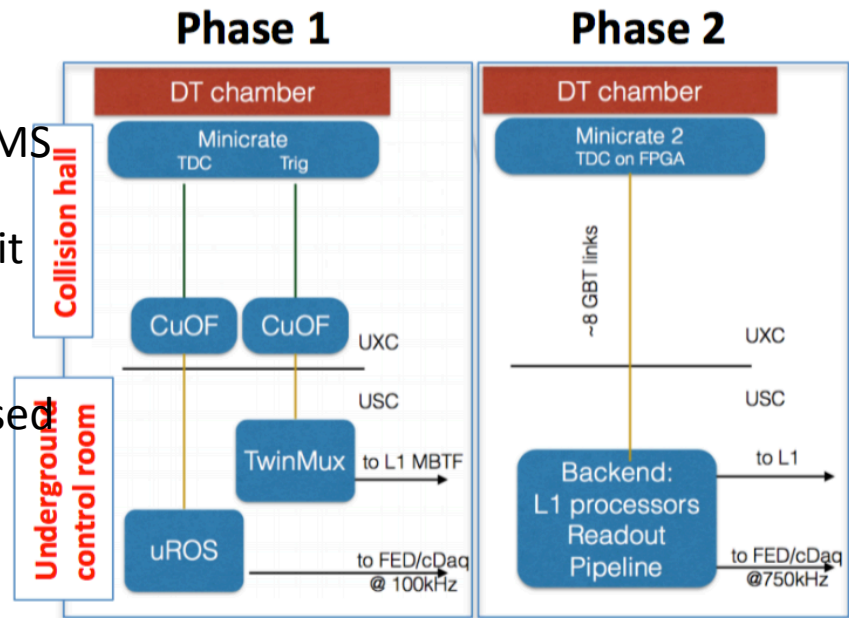 Phase 1
Phase 2
MS
it
sed
Collision hall
Underground
control room
DT chamber
Minicrate
TDC Trig
CuOF
CuOF
UXC
USC
TwinMux
to L1 MBTF
uROS
to FED/cDaq
@ 100kHz
DT chamber
Minicrate 2
TDC on FPGA
~8 GBT links
UXC
USC
Backend:
L1 processors
Readout
Pipeline
to L1
to FED/cDaq
@750kHz